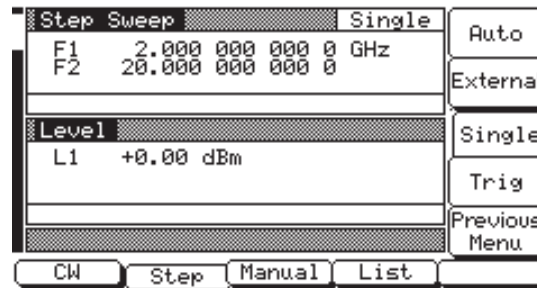 Step Sweep Single
F1 2.000 000 000 0 GHz
F2 20.000 000 000 0
Level
L1 +0.00 dBm
Auto
Externa
Single
Trig
Previous
Menu
CW Step Manual List